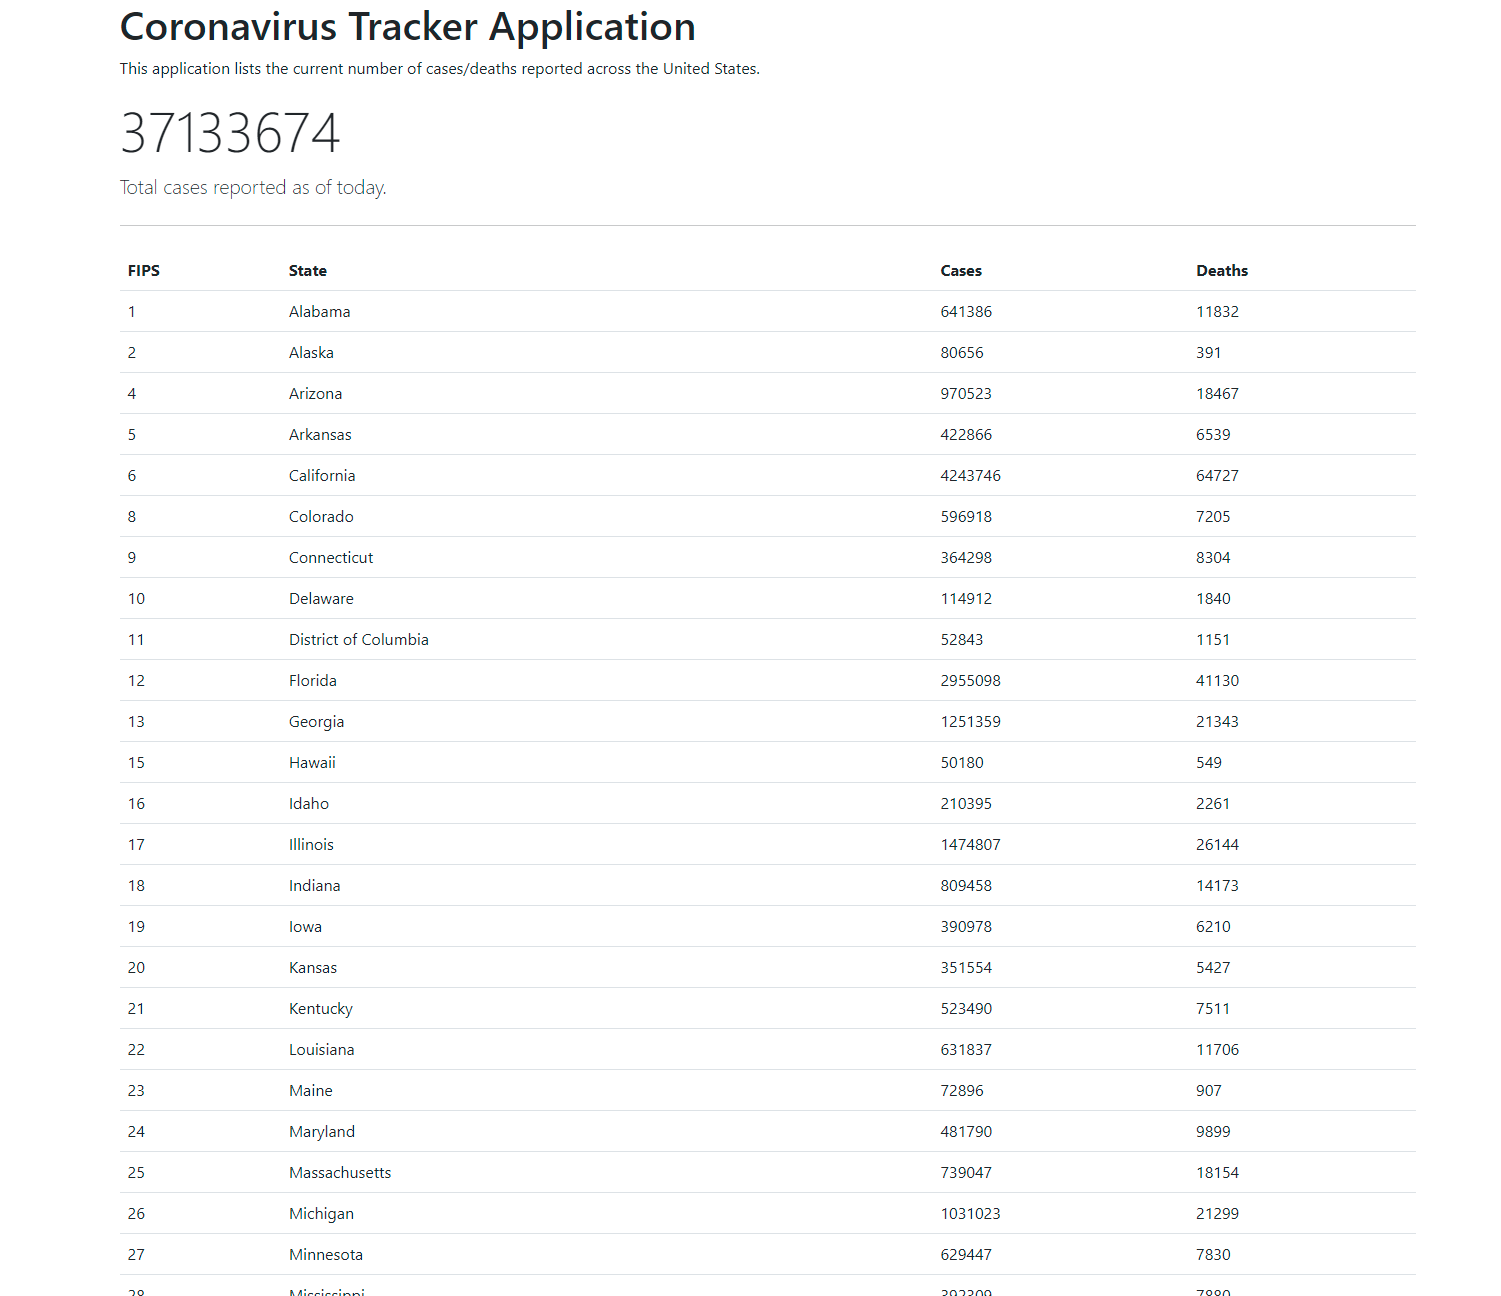 Coronavirus Tracker Application
This application lists the current number of cases/deaths reported across the United States.
37133674
Total cases reported as of today.
FIPS State Cases Deaths
1 Alabama 641386 11832
2 Alaska 80656 391
4 Arizona 970523 18467
5 Arkansas 422866 6539
6 California 4243746 64727
8 Colorado 596918 7205
9 Connecticut 364298 8304
10 Delaware 114912 1840
11 District of Columbia 52843 1151
12 Florida 2955098 41130
13 Georgia 1251359 21343
15 Hawaii 50180 549
16 Idaho 210395 2261
17 Illinois 1474807 26144
18 Indiana 809458 14173
19 Iowa 390978 6210
20 Kansas 351554 5427
21 Kentucky 523490 7511
22 Louisiana 631837 11706
23 Maine 72896 907
24 Maryland 481790 9899
25 Massachusetts 739047 18154
26 Michigan 1031023 21299
27 Minnesota 629447 7830
28 Mississippi 392309 7880